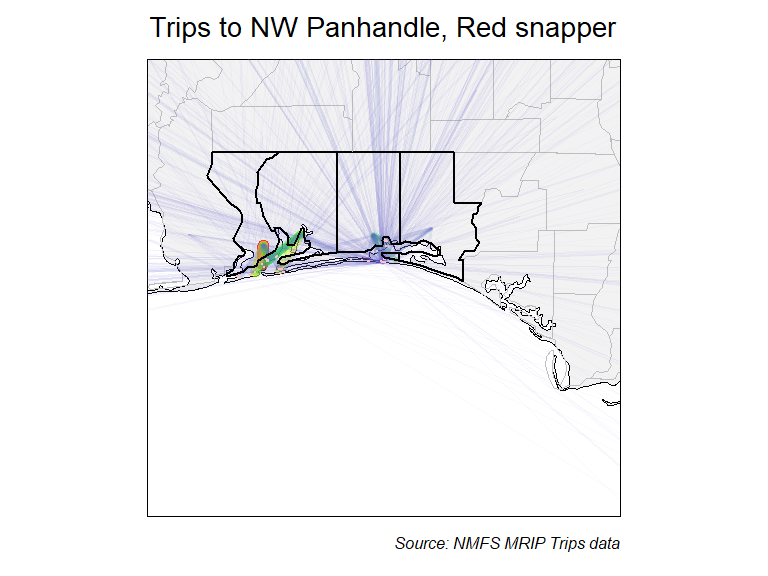 Trips to NW Panhandle, Red snapper
Source: NMFS MRIP Trips data